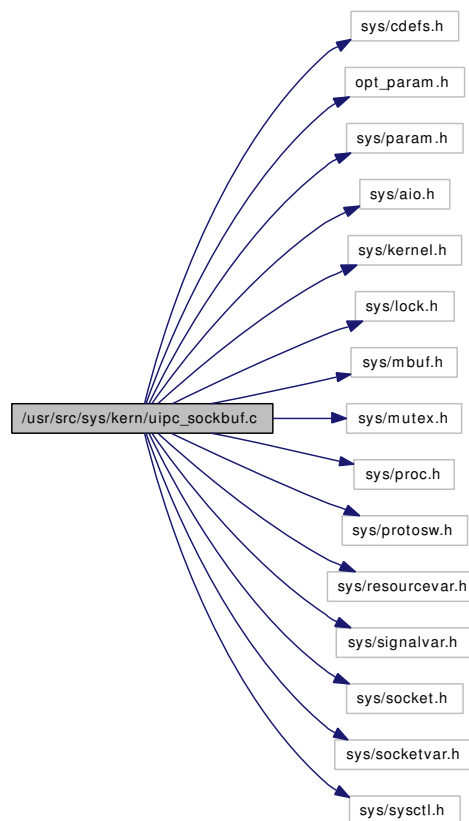 sys/cdefs.h
opt_param.h
sys/param.h
sys/aio.h
sys/kernel.h
sys/lock.h
sys/mbuf.h
/usr/src/sys/kern/uipc_sockbuf.c
sys/mutex.h
sys/proc.h
sys/protosw.h
sys/resourcevar.h
sys/signalvar.h
sys/socket.h
sys/socketvar.h
sys/sysctl.h